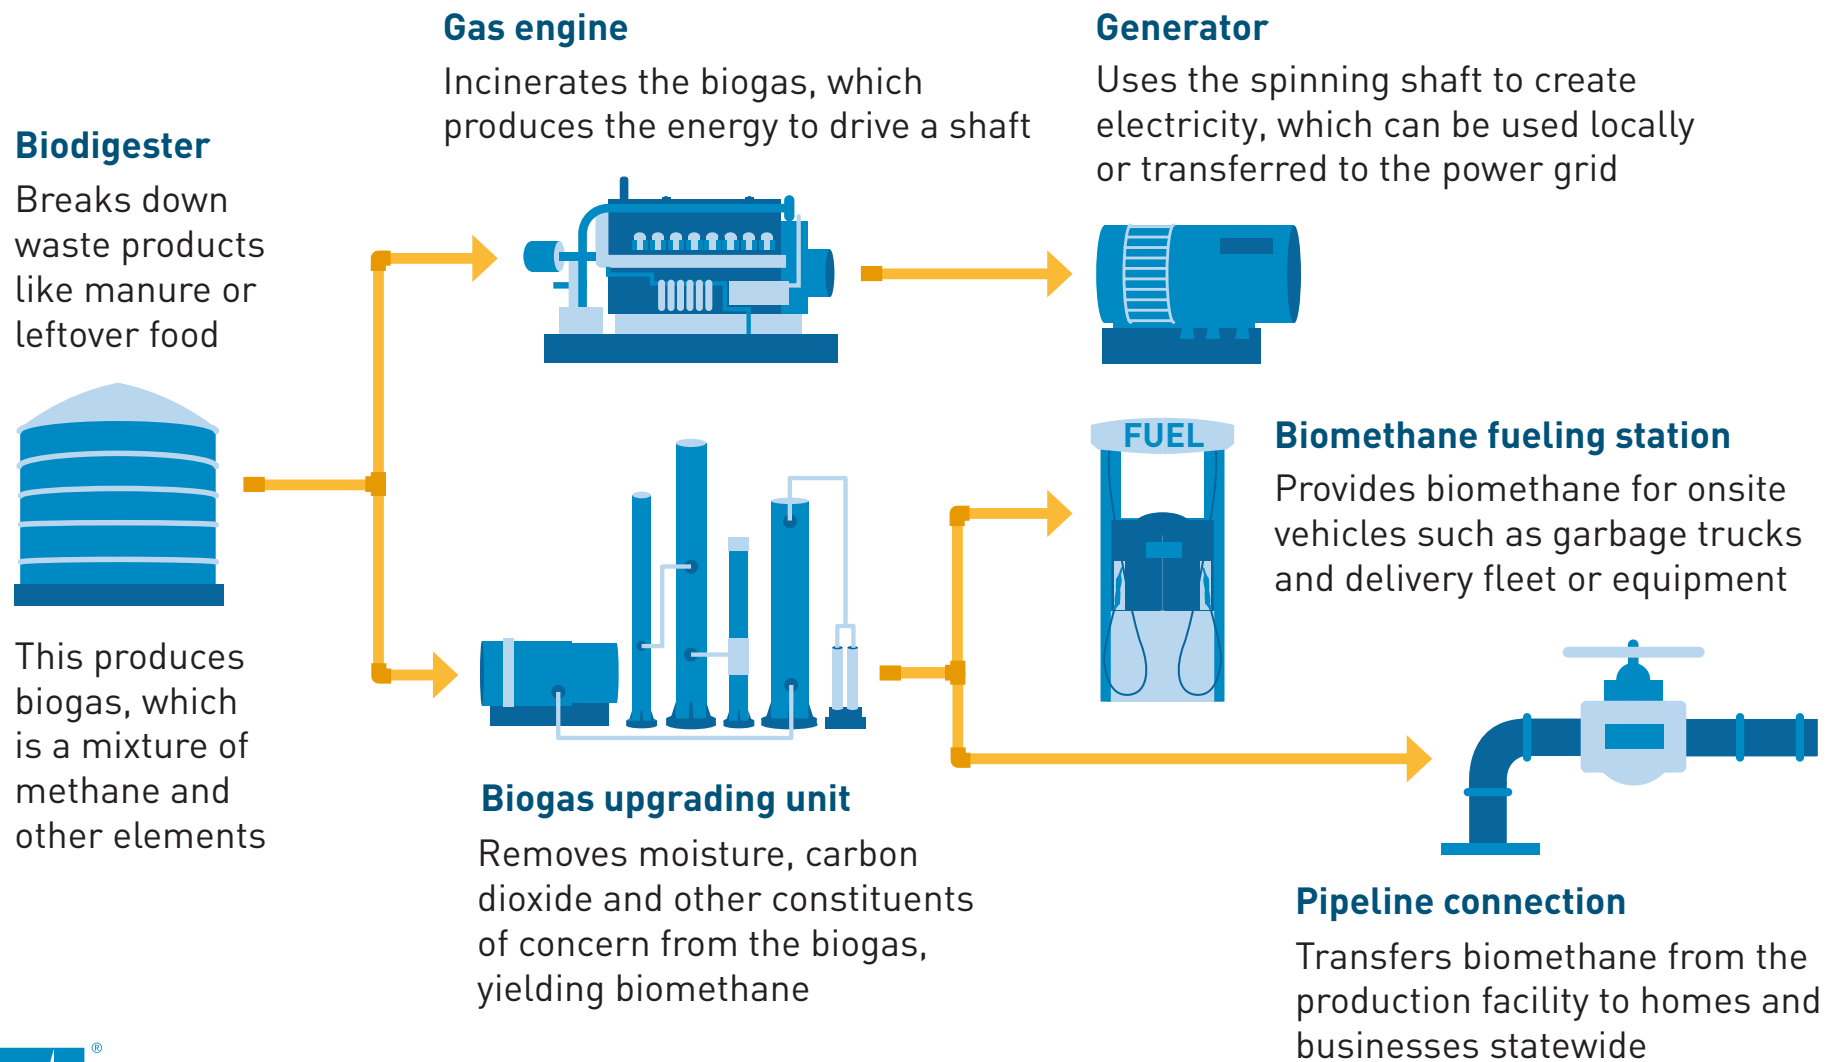 Biodigester
Breaks down
waste products
like manure or
leftover food
This produces
biogas, which
is a mixture of
methane and
other elements
Gas engine
Incinerates the biogas, which
produces the energy to drive a shaft
Generator
Uses the spinning shaft to create
electricity, which can be used locally
or transferred to the power grid
Biogas upgrading unit
Removes moisture, carbon
dioxide and other constituents
of concern from the biogas,
yielding biomethane
FUEL
Biomethane fueling station
Provides biomethane for onsite
vehicles such as garbage trucks
and delivery fleet or equipment
Pipeline connection
Transfers biomethane from the
production facility to homes and
businesses statewide
®